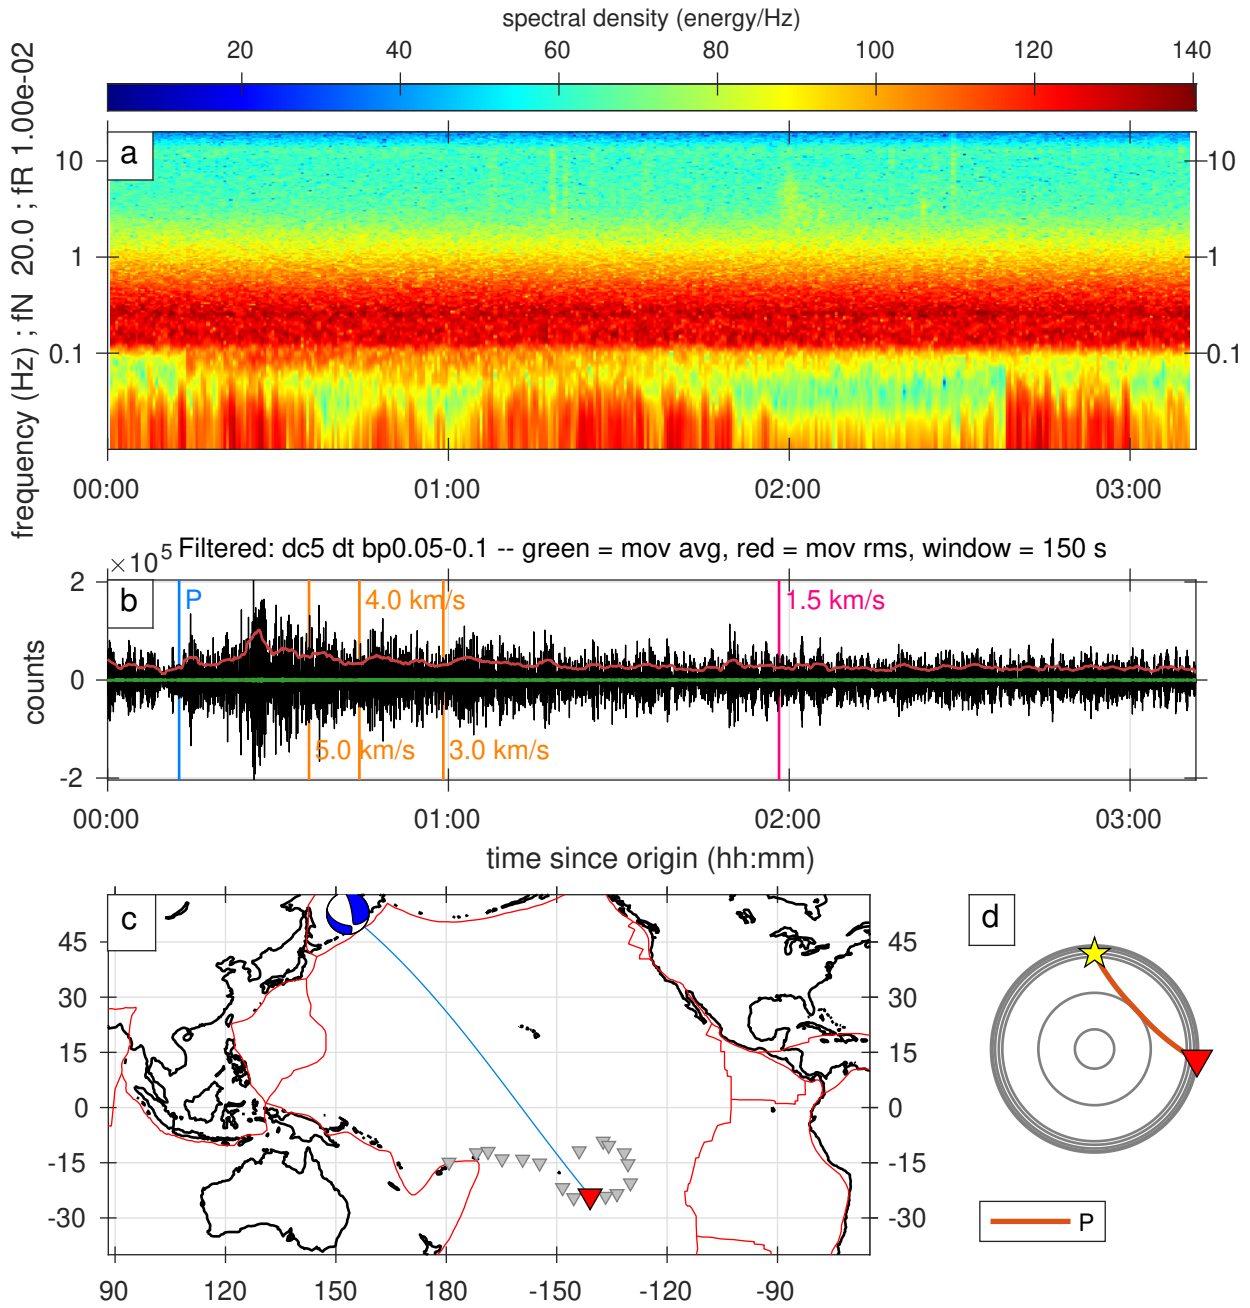 spectral density (energy/Hz)
20 40 60 80 100 120 140
frequency (Hz) ; fN 20.0 ; fR 1.00e-02
a
10 10
1 1
0.1 0.1
00:00 01:00 02:00 03:00
×10^5 Filtered: dc5 dt bp0.05-0.1 -- green = mov avg, red = mov rms, window = 150 s
b
counts
2
0
-2
P 4.0 km/s 1.5 km/s
5.0 km/s 3.0 km/s
00:00 01:00 02:00 03:00
time since origin (hh:mm)
c
d
45 45
30 30
15 15
0 0
-15 -15
-30 -30
90 120 150 180 -150 -120 -90
P